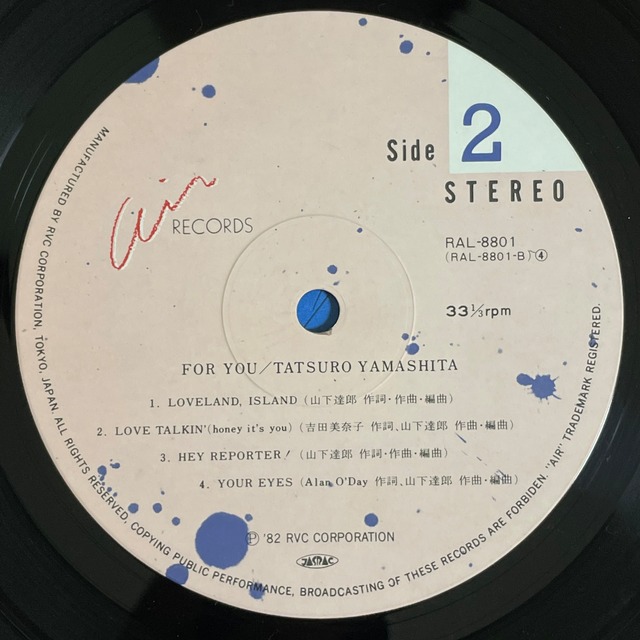 Side 2
STEREO
air RECORDS
RAL-8801
(RAL-8801-B) ④
33 1/3 rpm
FOR YOU/TATSURO YAMASHITA
1. LOVELAND, ISLAND (山下達郎 作詞・作曲・編曲)
2. LOVE TALKIN' (honey it's you) (吉田美奈子 作詞、山下達郎 作曲・編曲)
3. HEY REPORTER! (山下達郎 作詞・作曲・編曲)
4. YOUR EYES (Alan O'Day 作詞、山下達郎 作曲・編曲)
Ⓟ '82 RVC CORPORATION
JASRAC
MANUFACTURED BY RVC CORPORATION, TOKYO, JAPAN. ALL RIGHTS RESERVED, COPYING PUBLIC PERFORMANCE, BROADCASTING OF THESE RECORDS ARE FORBIDDEN. "AIR" TRADEMARK REGISTERED.